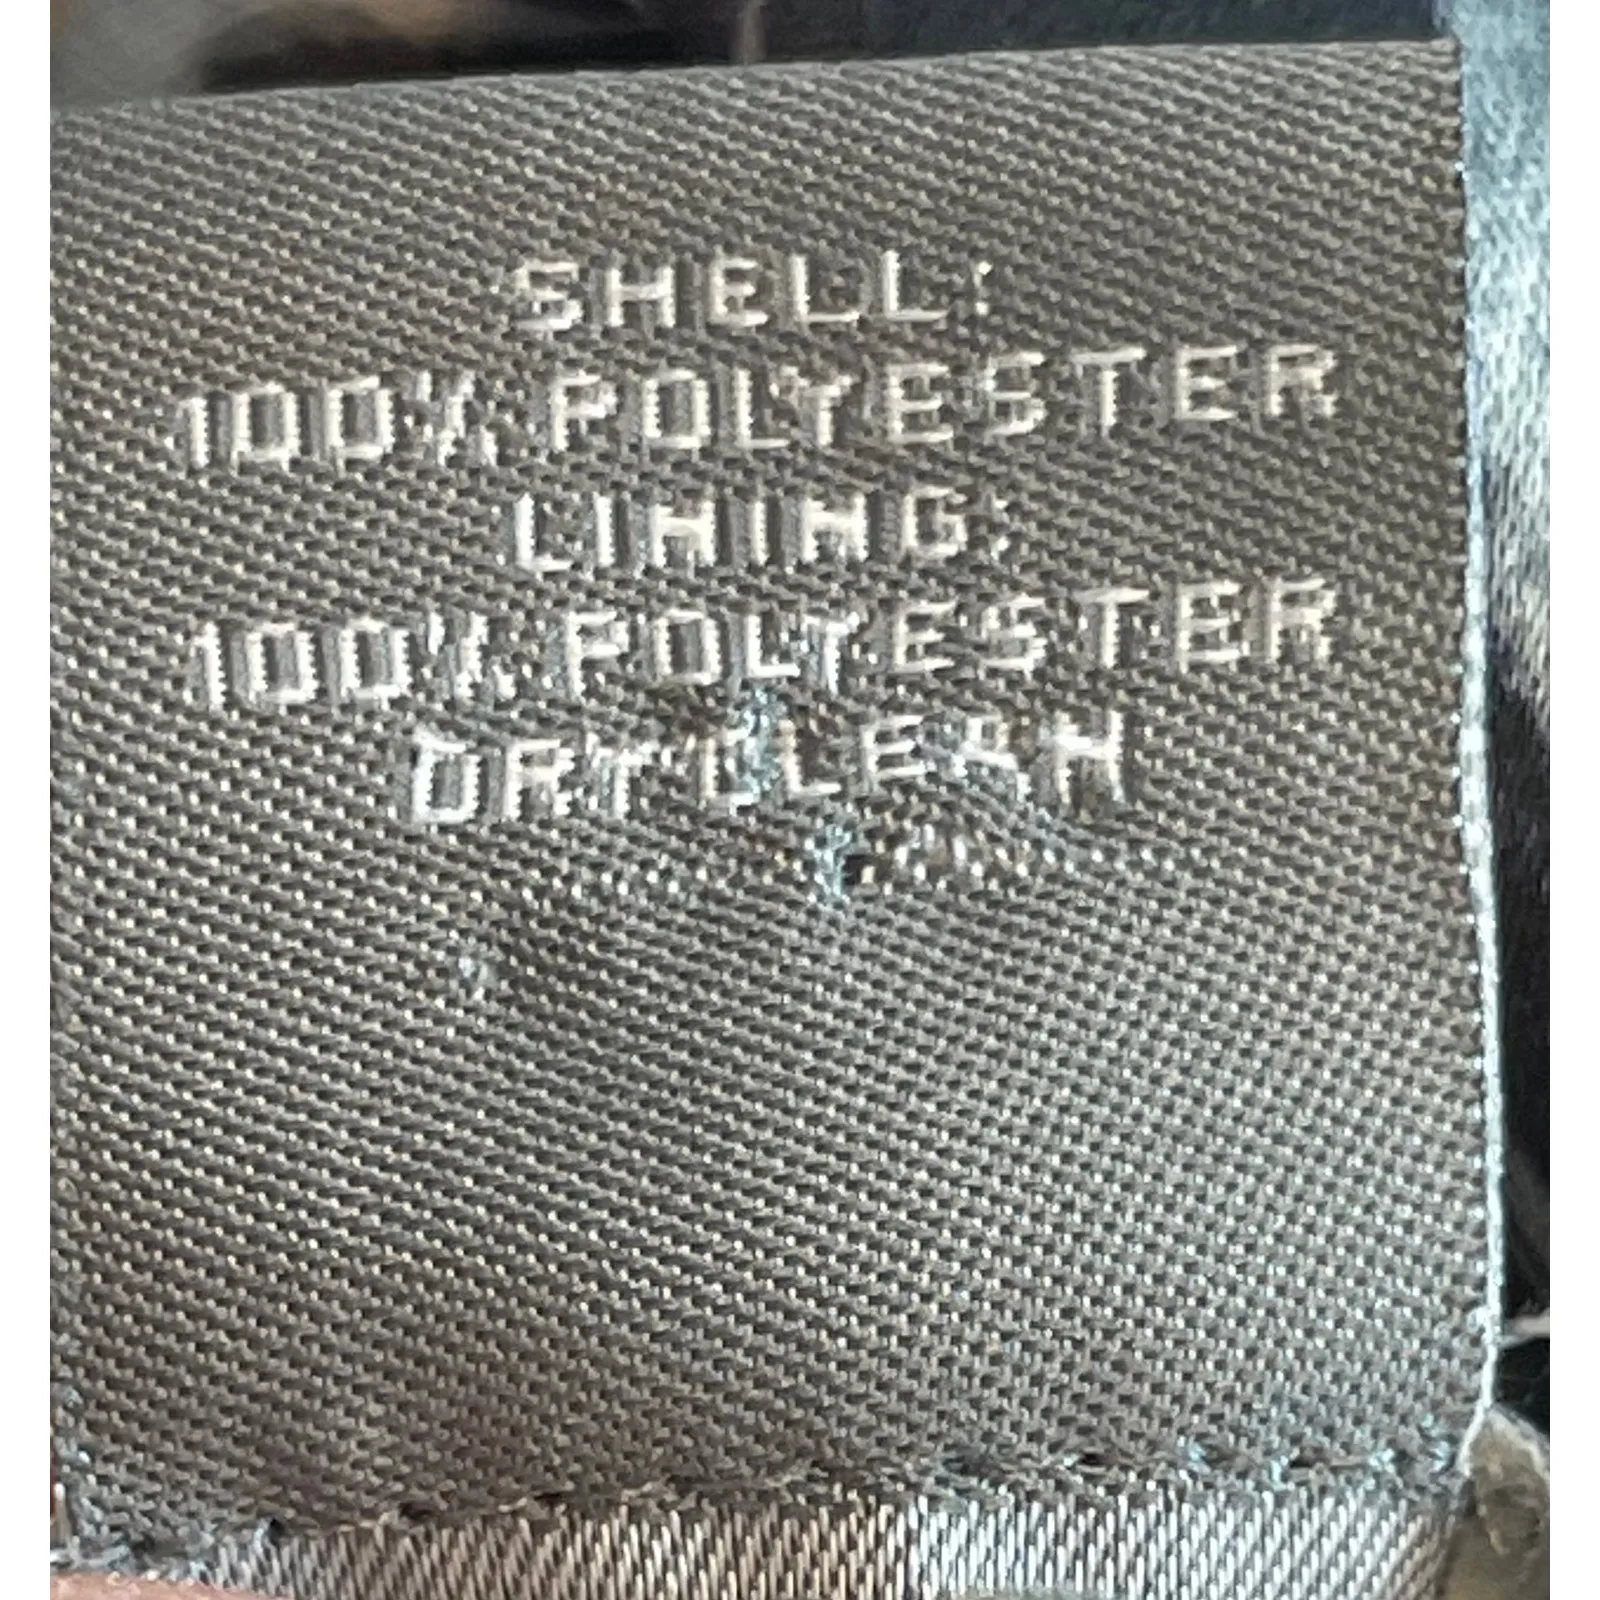 SHELL:
100% POLYESTER
LINING:
100% POLYESTER
DRY CLEAN